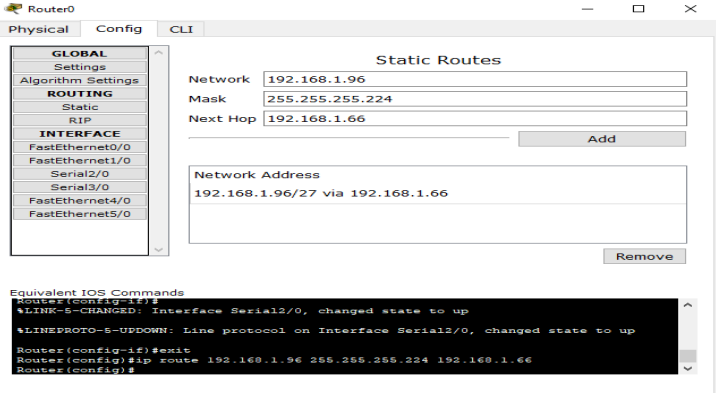 Router0
Physical Config CLI
GLOBAL
Settings
Algorithm Settings
ROUTING
Static
RIP
INTERFACE
FastEthernet0/0
FastEthernet1/0
Serial2/0
Serial3/0
FastEthernet4/0
FastEthernet5/0
Static Routes
Network 192.168.1.96
Mask 255.255.255.224
Next Hop 192.168.1.66
Add
Network Address
192.168.1.96/27 via 192.168.1.66
Remove
Equivalent IOS Commands
Router(config-if)#
%LINK-5-CHANGED: Interface Serial2/0, changed state to up
%LINEPROTO-5-UPDOWN: Line protocol on Interface Serial2/0, changed state to up
Router(config-if)#exit
Router(config)#ip route 192.168.1.96 255.255.255.224 192.168.1.66
Router(config)#